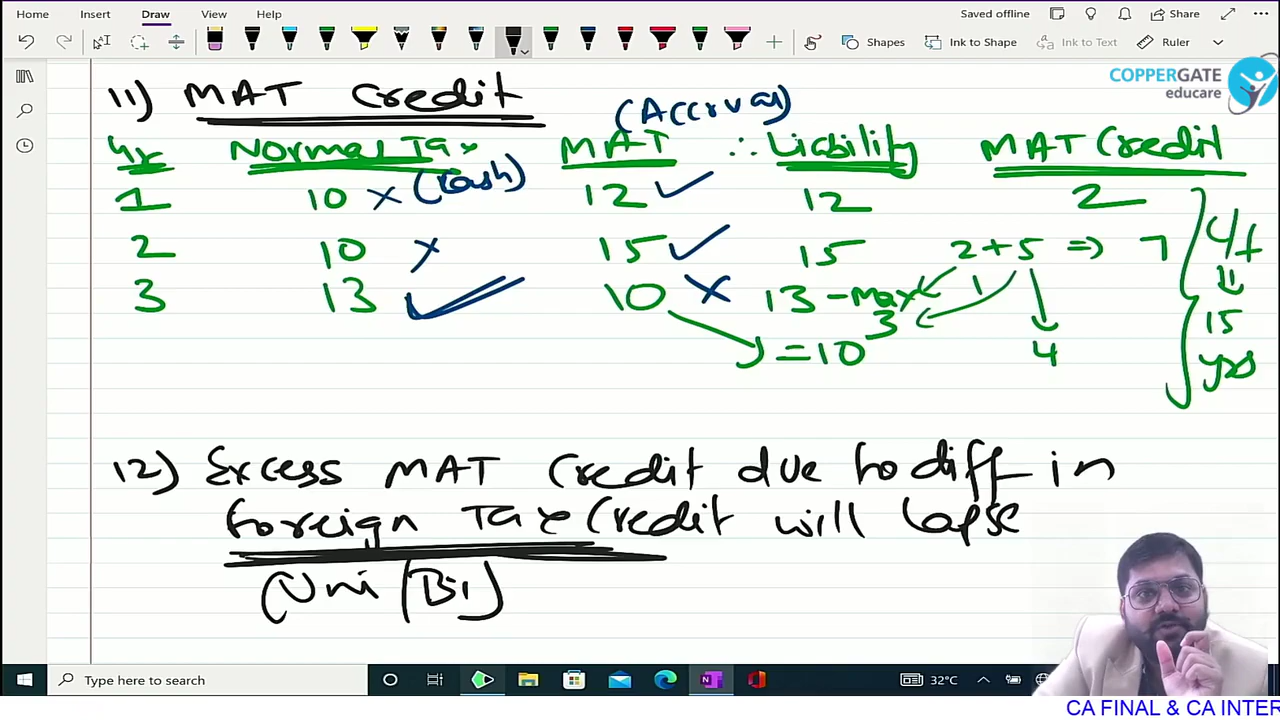 Home Insert Draw View Help Saved offline Share
Shapes Ink to Shape Ink to Text Ruler
COPPERGATE
educare
11) MAT Credit
(Accrual)
Yr Normal Tax MAT ∴ Liability MAT Credit
1 10 x (Cash) 12 ✓ 12 2
2 10 x 15 ✓ 15 2+5 ⇒ 7
3 13 ✓ 10 x 13 - Max 1
3
= 10 4
C/f
15
yrs
12) Excess MAT Credit due to diff in
Foreign Tax Credit will lapse
(Uni/Bi)
Type here to search 32°C
CA FINAL & CA INTER